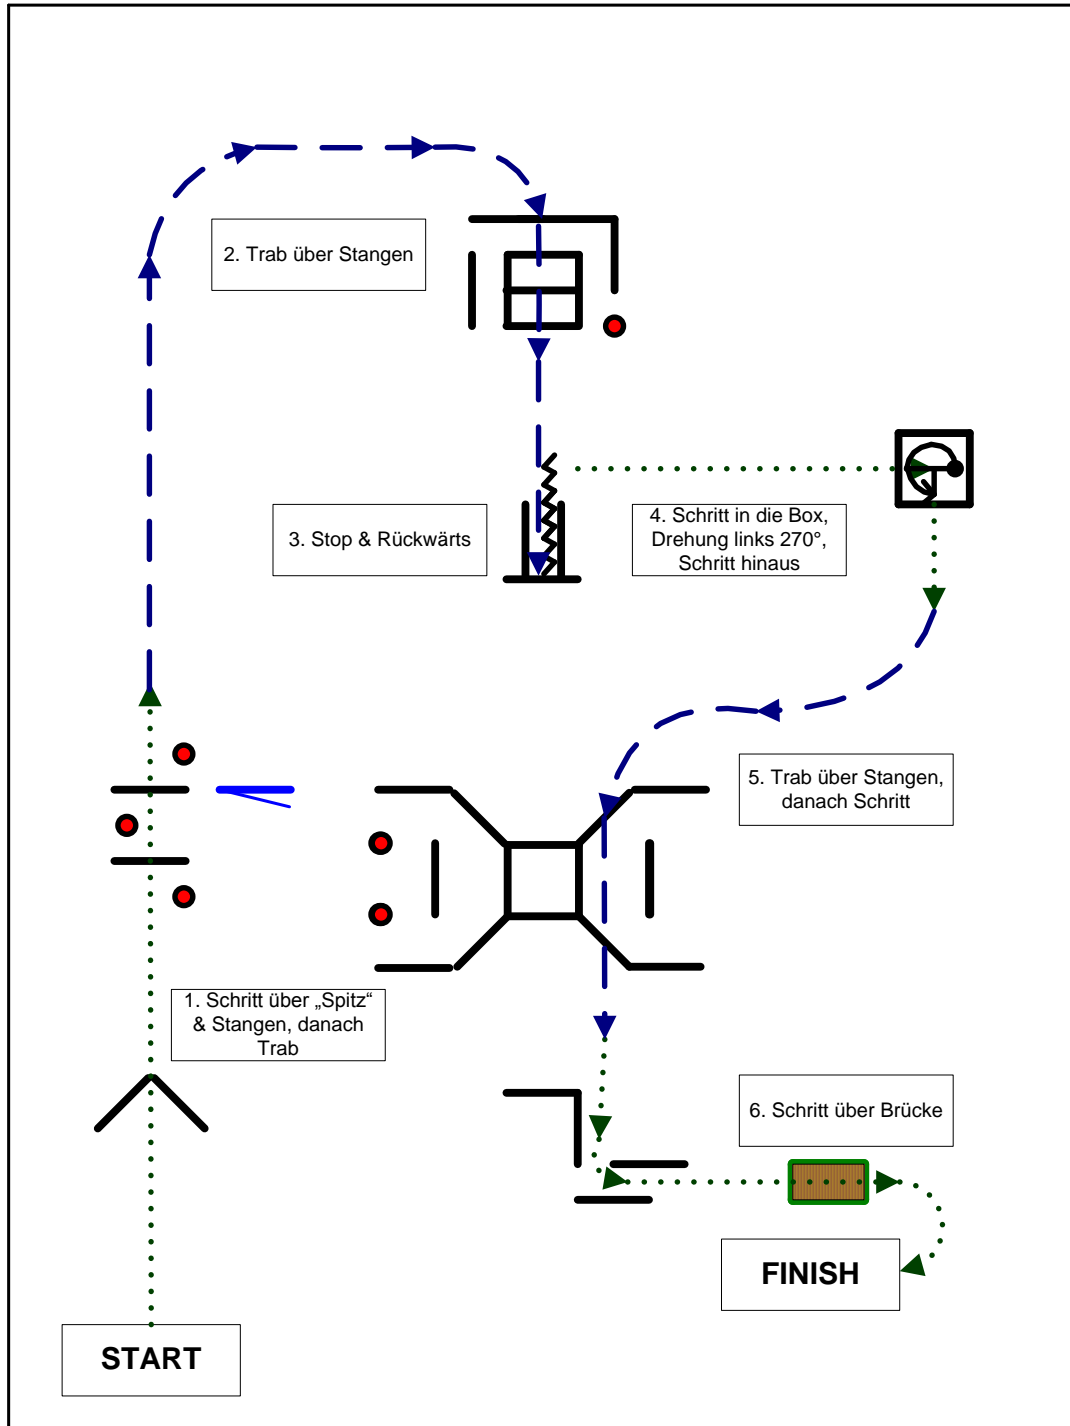 2. Trab über Stangen
3. Stop & Rückwärts
4. Schritt in die Box,
Drehung links 270°,
Schritt hinaus
5. Trab über Stangen,
danach Schritt
1. Schritt über „Spitz“
& Stangen, danach
Trab
6. Schritt über Brücke
FINISH
START